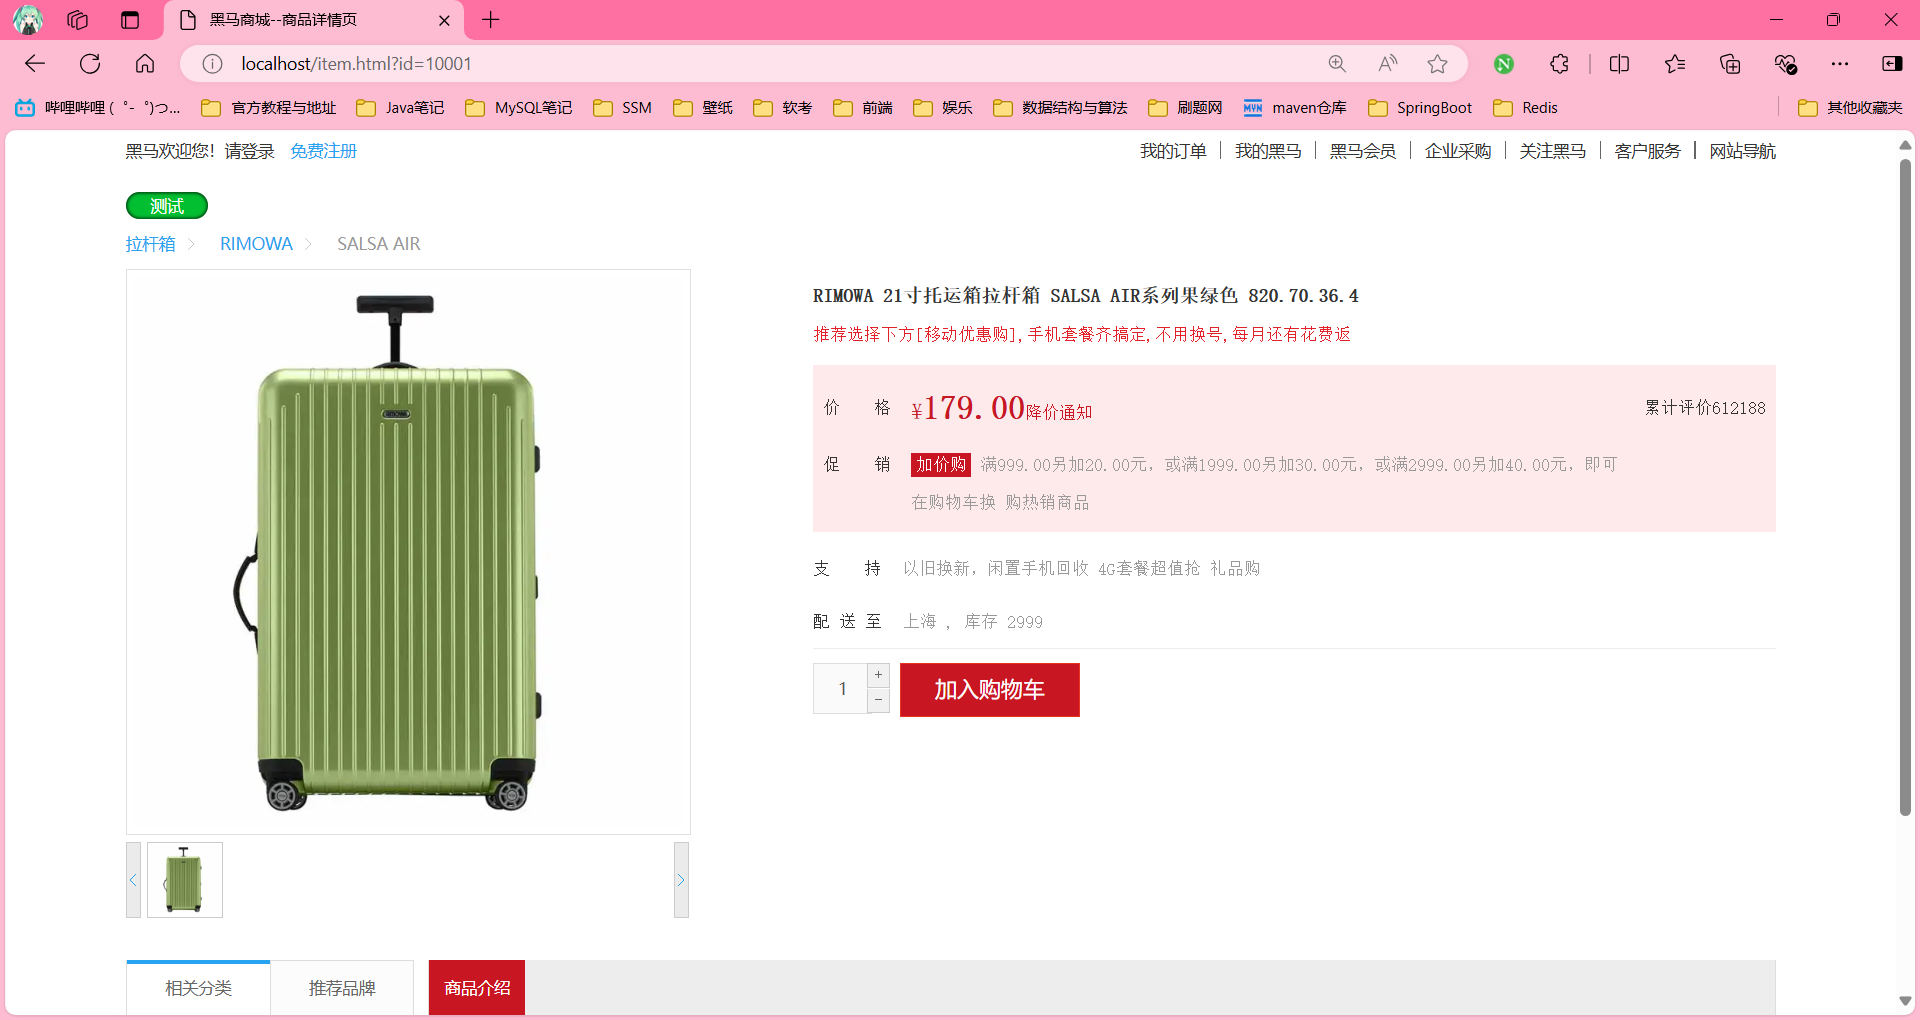 黑马商城--商品详情页
localhost/item.html?id=10001
哔哩哔哩 (゜-゜)つ...
官方教程与地址
Java笔记
MySQL笔记
SSM
壁纸
软考
前端
娱乐
数据结构与算法
刷题网
maven仓库
SpringBoot
Redis
其他收藏夹
黑马欢迎您！请登录 免费注册
我的订单 我的黑马 黑马会员 企业采购 关注黑马 客户服务 网站导航
测试
拉杆箱 RIMOWA SALSA AIR
RIMOWA 21寸托运箱拉杆箱 SALSA AIR系列果绿色 820.70.36.4
推荐选择下方[移动优惠购],手机套餐齐搞定,不用换号,每月还有花费返
价 格 ¥179.00降价通知 累计评价612188
促 销 加价购 满999.00另加20.00元，或满1999.00另加30.00元，或满2999.00另加40.00元，即可
在购物车换 购热销商品
支 持 以旧换新，闲置手机回收 4G套餐超值抢 礼品购
配 送 至 上海 , 库存 2999
1 + -
加入购物车
RIMOWA
相关分类 推荐品牌 商品介绍